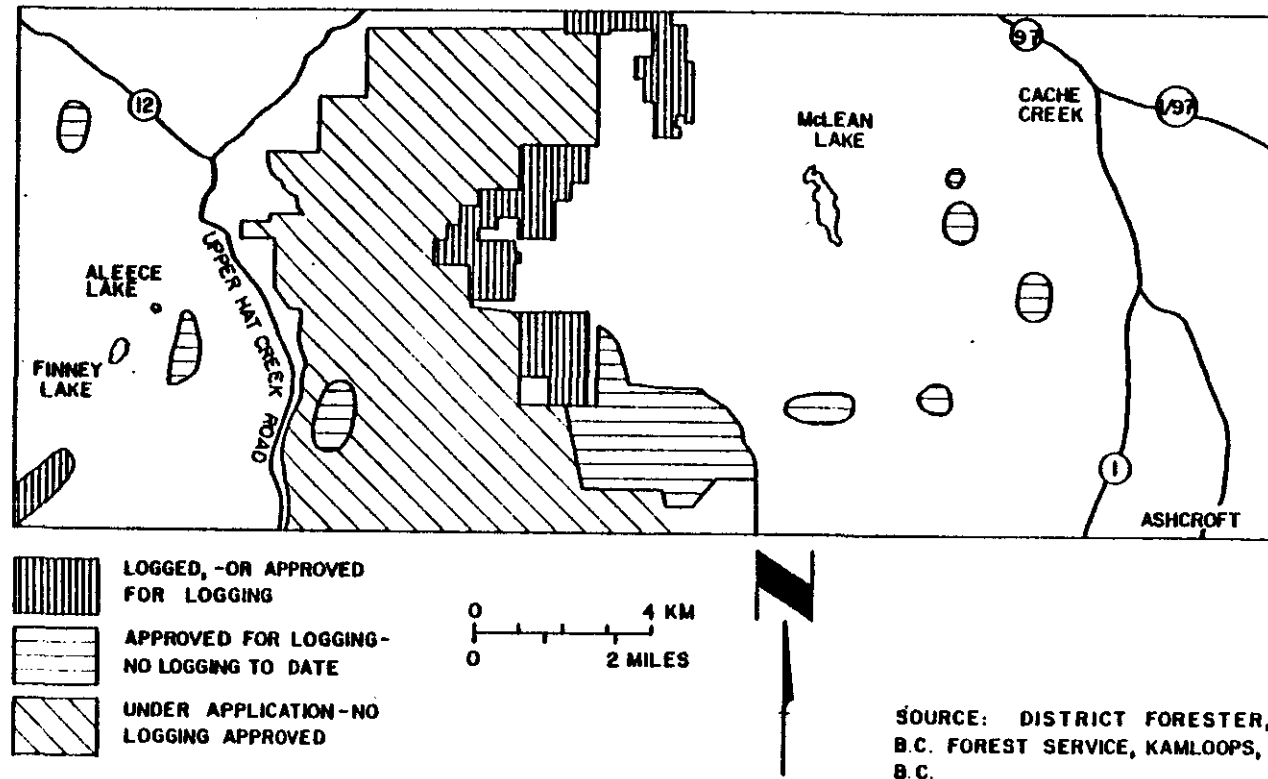 97
12
CACHE
CREEK
1/97
McLEAN
LAKE
UPPER HAT CREEK ROAD
ALEECE
LAKE
FINNEY
LAKE
1
ASHCROFT
LOGGED, -OR APPROVED
FOR LOGGING
APPROVED FOR LOGGING-
NO LOGGING TO DATE
UNDER APPLICATION-NO
LOGGING APPROVED
0 4 KM
0 2 MILES
N
SOURCE: DISTRICT FORESTER,
B.C. FOREST SERVICE, KAMLOOPS,
B.C.